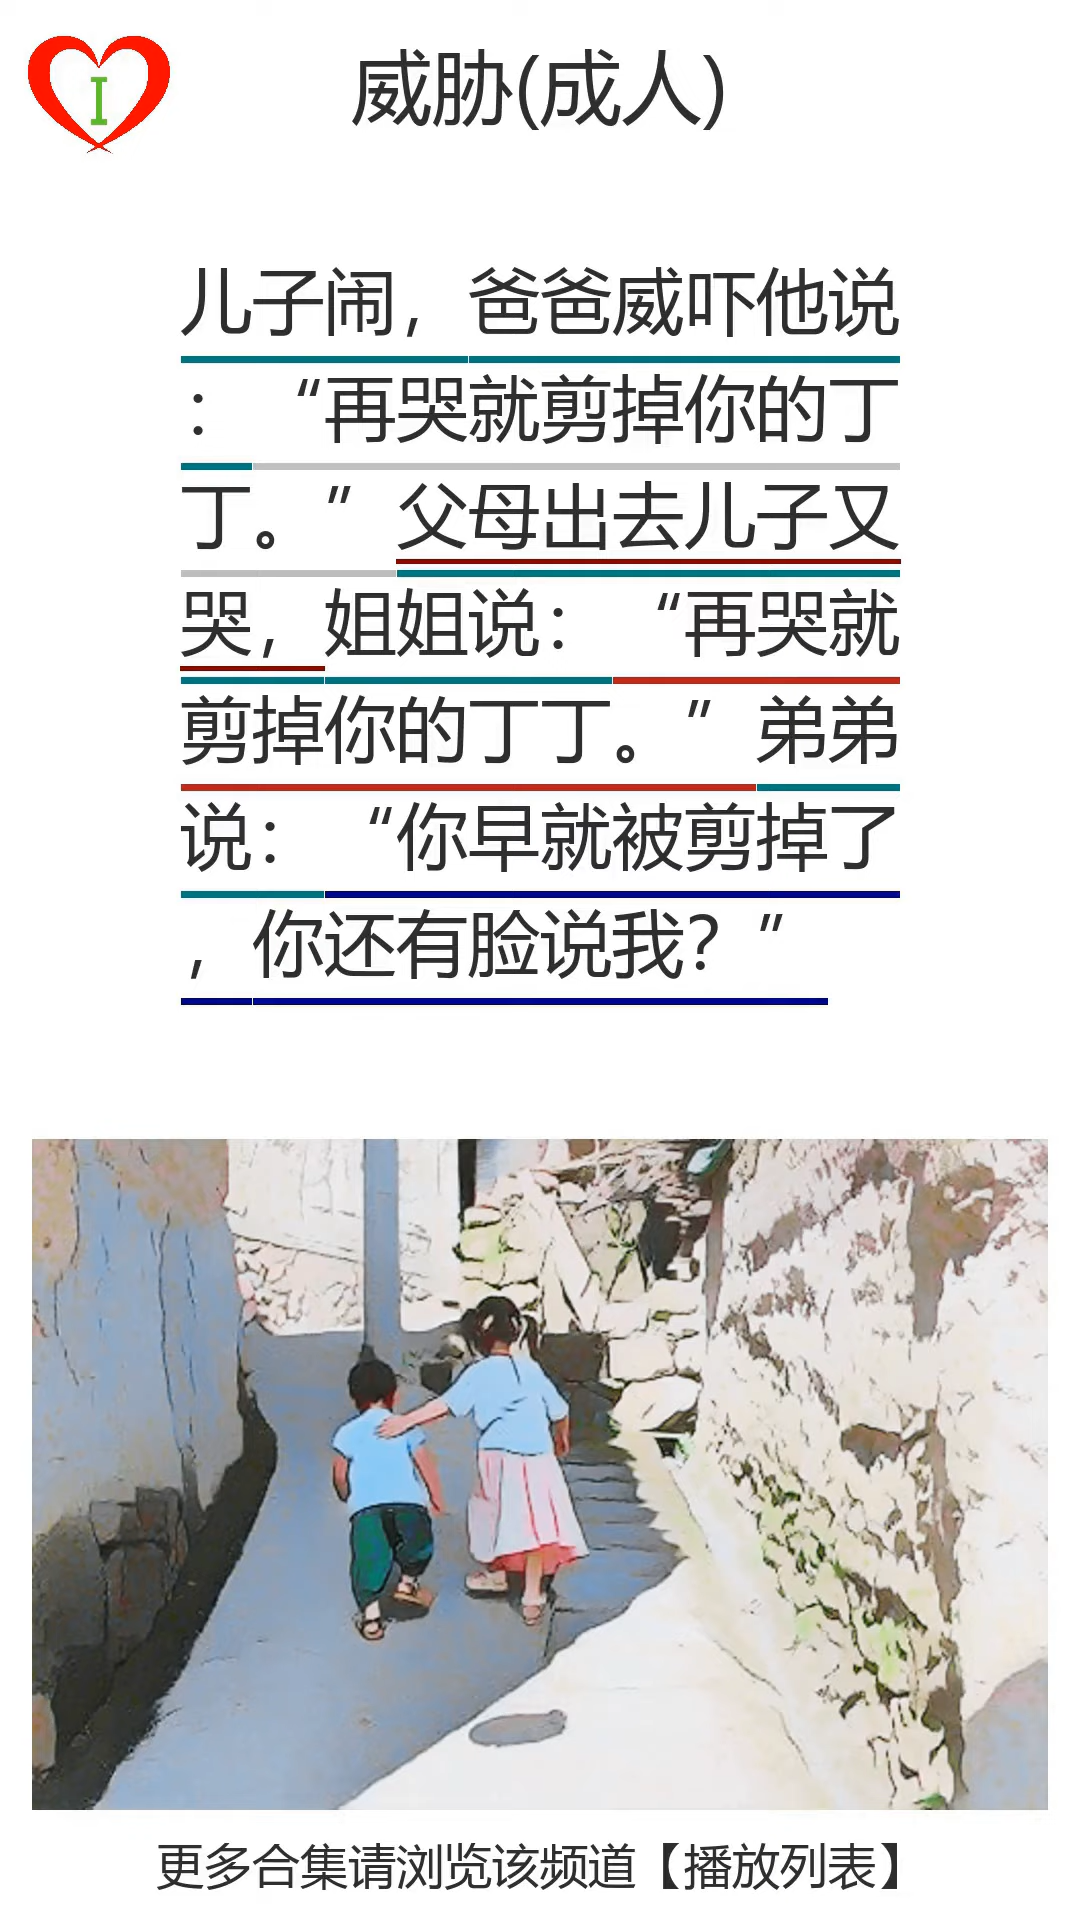 I
威胁(成人)
儿子闹，爸爸威吓他说
：“再哭就剪掉你的丁
丁。”父母出去儿子又
哭，姐姐说：“再哭就
剪掉你的丁丁。”弟弟
说：“你早就被剪掉了
，你还有脸说我？”
更多合集请浏览该频道【播放列表】